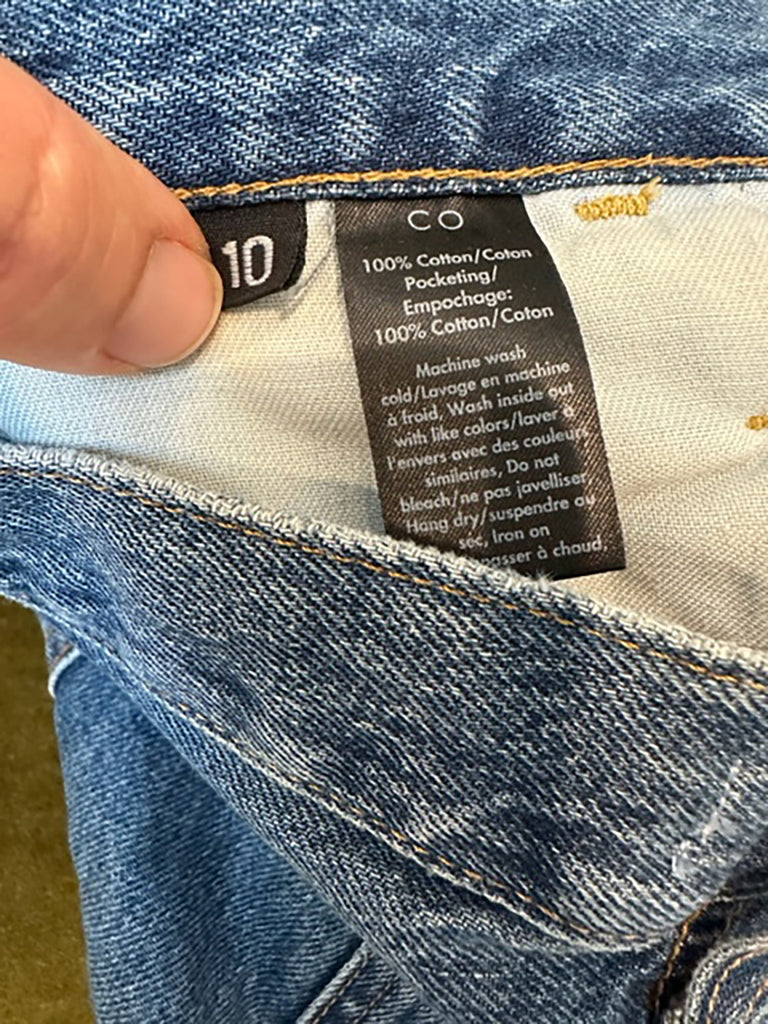 10
CO
100% Cotton/Coton
Pocketing/
Empochage:
100% Cotton/Coton
Machine wash
cold/Lavage en machine
à froid, Wash inside out
with like colors/laver à
l'envers avec des couleurs
similaires, Do not
bleach/ne pas javelliser,
Hang dry/suspendre au
sec, Iron on
à chaud,